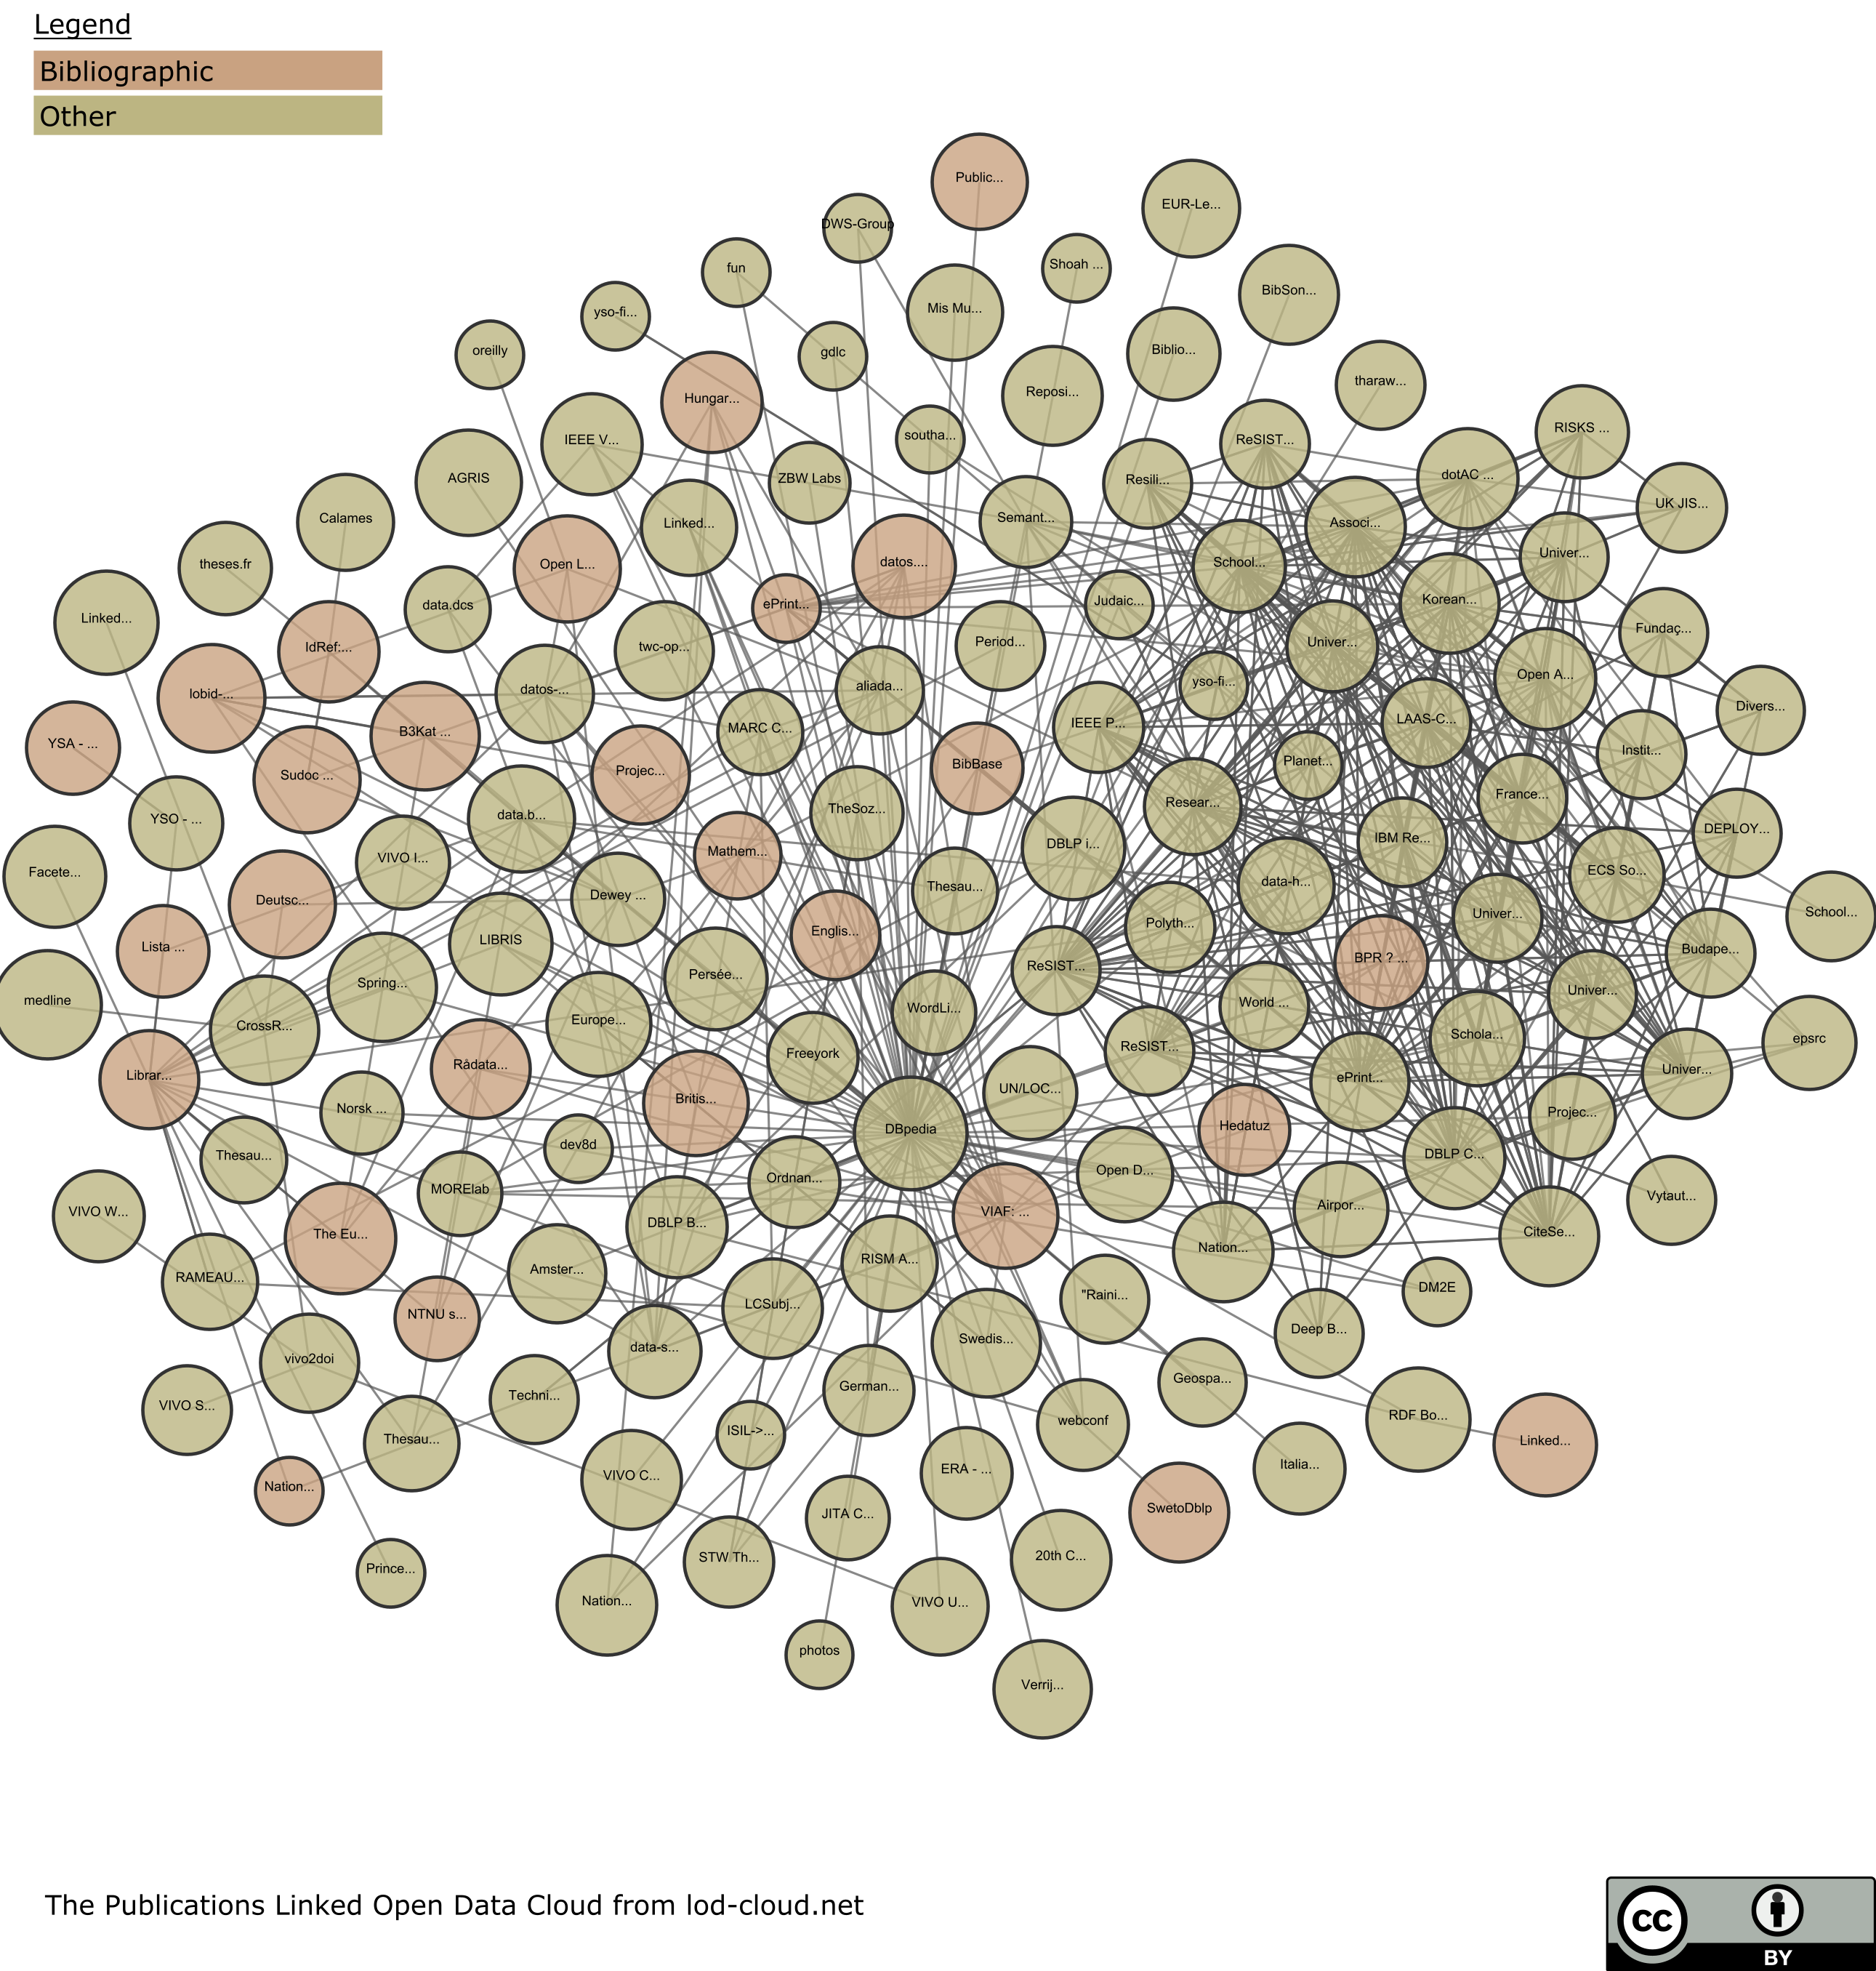 Legend
Bibliographic
Other
Public...
EUR-Le...
DWS-Group
Shoah ...
fun
BibSon...
Mis Mu...
yso-fi...
oreilly
gdlc
Biblio...
tharaw...
Reposi...
Hungar...
RISKS ...
IEEE V...
southa...
ReSIST...
AGRIS
ZBW Labs
Resili...
dotAC ...
UK JIS...
Calames
Linked...
Semant...
Associ...
Univer...
theses.fr
Open L...
datos....
School...
Linked...
data.dcs
ePrint...
Judaic...
Korean...
Fundaç...
IdRef:...
twc-op...
Period...
Univer...
lobid-...
datos-...
aliada...
yso-fi...
Open A...
Divers...
YSA - ...
B3Kat ...
MARC C...
IEEE P...
LAAS-C...
Instit...
Sudoc ...
Projec...
BibBase
Planet...
YSO - ...
data.b...
TheSoz...
Resear...
France...
DEPLOY...
Facete...
VIVO I...
Mathem...
DBLP i...
IBM Re...
Deutsc...
Dewey ...
Thesau...
data-h...
ECS So...
School...
Lista ...
LIBRIS
Englis...
Polyth...
Univer...
medline
Spring...
Persée...
ReSIST...
BPR ? ...
Budape...
CrossR...
Europe...
WordLi...
World ...
Univer...
Librar...
Rådata...
Freeyork
ReSIST...
Schola...
epsrc
Norsk ...
Britis...
UN/LOC...
ePrint...
Univer...
Thesau...
dev8d
DBpedia
Hedatuz
Projec...
VIVO W...
MORElab
Ordnan...
Open D...
DBLP C...
Vytaut...
The Eu...
DBLP B...
VIAF: ...
Airpor...
RAMEAU...
Amster...
RISM A...
Nation...
CiteSe...
NTNU s...
LCSubj...
"Raini...
DM2E
vivo2doi
data-s...
Swedis...
Deep B...
VIVO S...
Techni...
German...
Geospa...
RDF Bo...
Thesau...
ISIL->...
webconf
Linked...
Nation...
VIVO C...
ERA - ...
Italia...
JITA C...
SwetoDblp
Prince...
STW Th...
20th C...
Nation...
VIVO U...
photos
Verrij...
The Publications Linked Open Data Cloud from lod-cloud.net
CC
BY